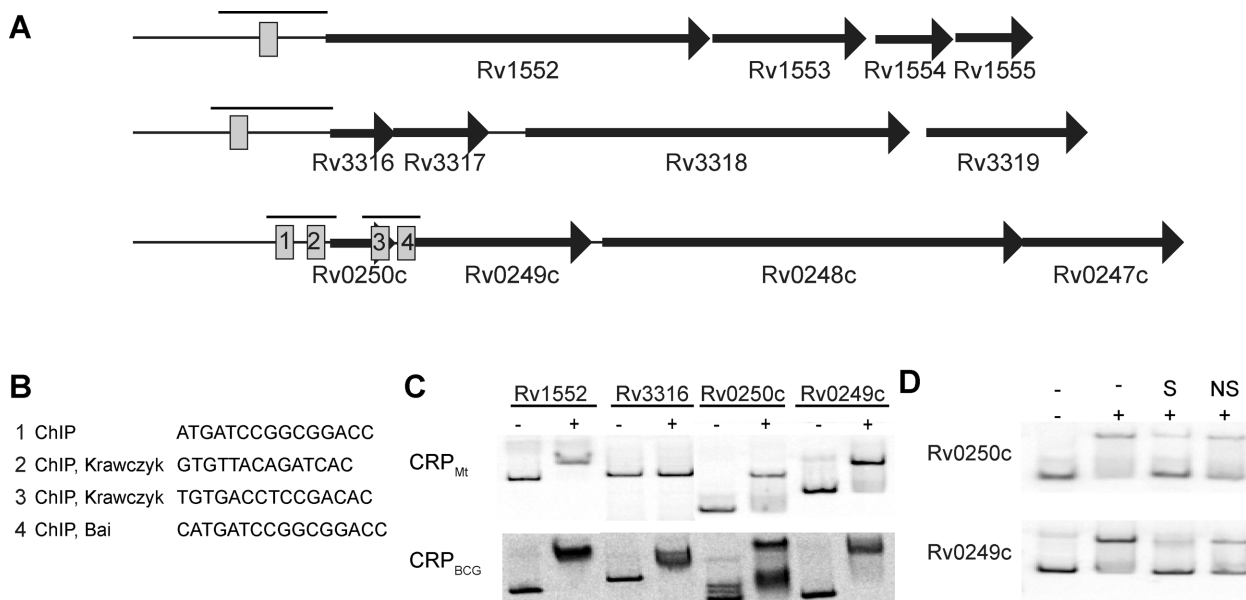 A
Rv1552 Rv1553 Rv1554 Rv1555
Rv3316 Rv3317 Rv3318 Rv3319
1 2 3 4
Rv0250c Rv0249c Rv0248c Rv0247c
B
1 ChIP ATGATCCGGCGGACC
2 ChIP, Krawczyk GTGTTACAGATCAC
3 ChIP, Krawczyk TGTGACCTCCGACAC
4 ChIP, Bai CATGATCCGGCGGACC
C
Rv1552 Rv3316 Rv0250c Rv0249c
- + - + - + - +
CRPMt
CRPBCG
D
- - S NS
- + + +
Rv0250c
Rv0249c